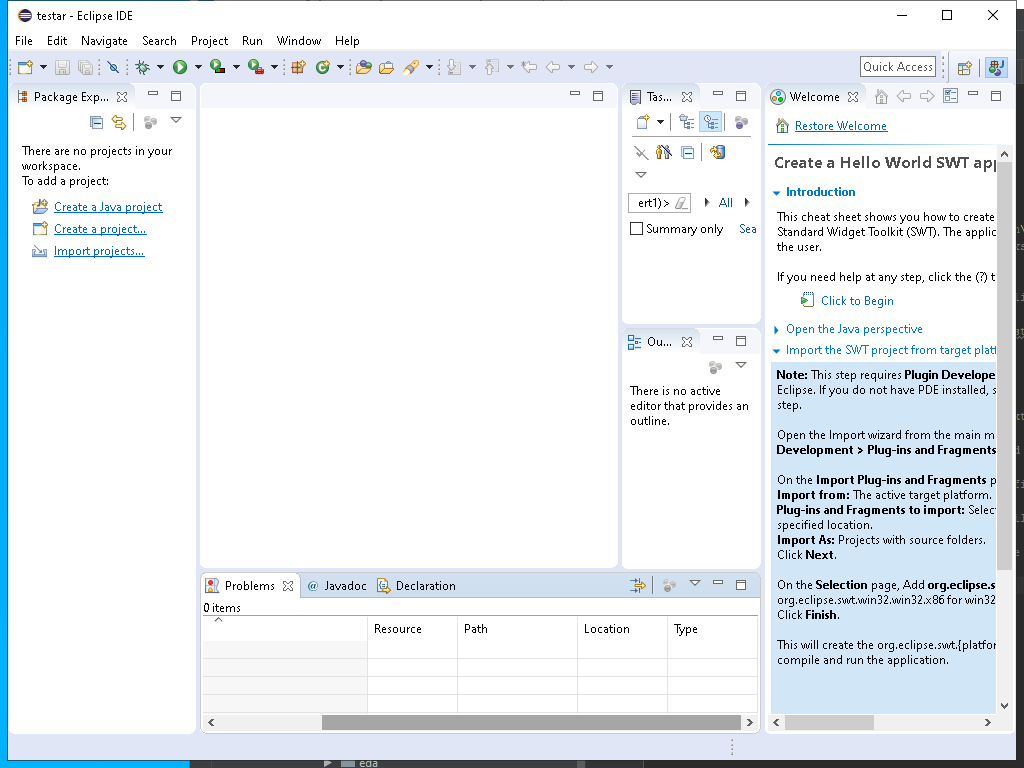 testar - Eclipse IDE
File Edit Navigate Search Project Run Window Help
Quick Access
Package Exp...
There are no projects in your
workspace.
To add a project:
Create a Java project
Create a project...
Import projects...
Tas...
ert1)>
All
Summary only
Sea
Ou...
There is no active
editor that provides an
outline.
Welcome
Restore Welcome
Create a Hello World SWT app
Introduction
This cheat sheet shows you how to create
Standard Widget Toolkit (SWT). The applic
the user.
If you need help at any step, click the (?) t
Click to Begin
Open the Java perspective
Import the SWT project from target platf
Note: This step requires Plugin Develope
Eclipse. If you do not have PDE installed, s
step.
Open the Import wizard from the main m
Development > Plug-ins and Fragments
On the Import Plug-ins and Fragments p
Import from: The active target platform.
Plug-ins and Fragments to import: Selec
specified location.
Import As: Projects with source folders.
Click Next.
On the Selection page, Add org.eclipse.s
org.eclipse.swt.win32.win32.x86 for win32
Click Finish.
This will create the org.eclipse.swt.{platfor
compile and run the application.
Problems @ Javadoc Declaration
0 items
Resource Path Location Type
eda